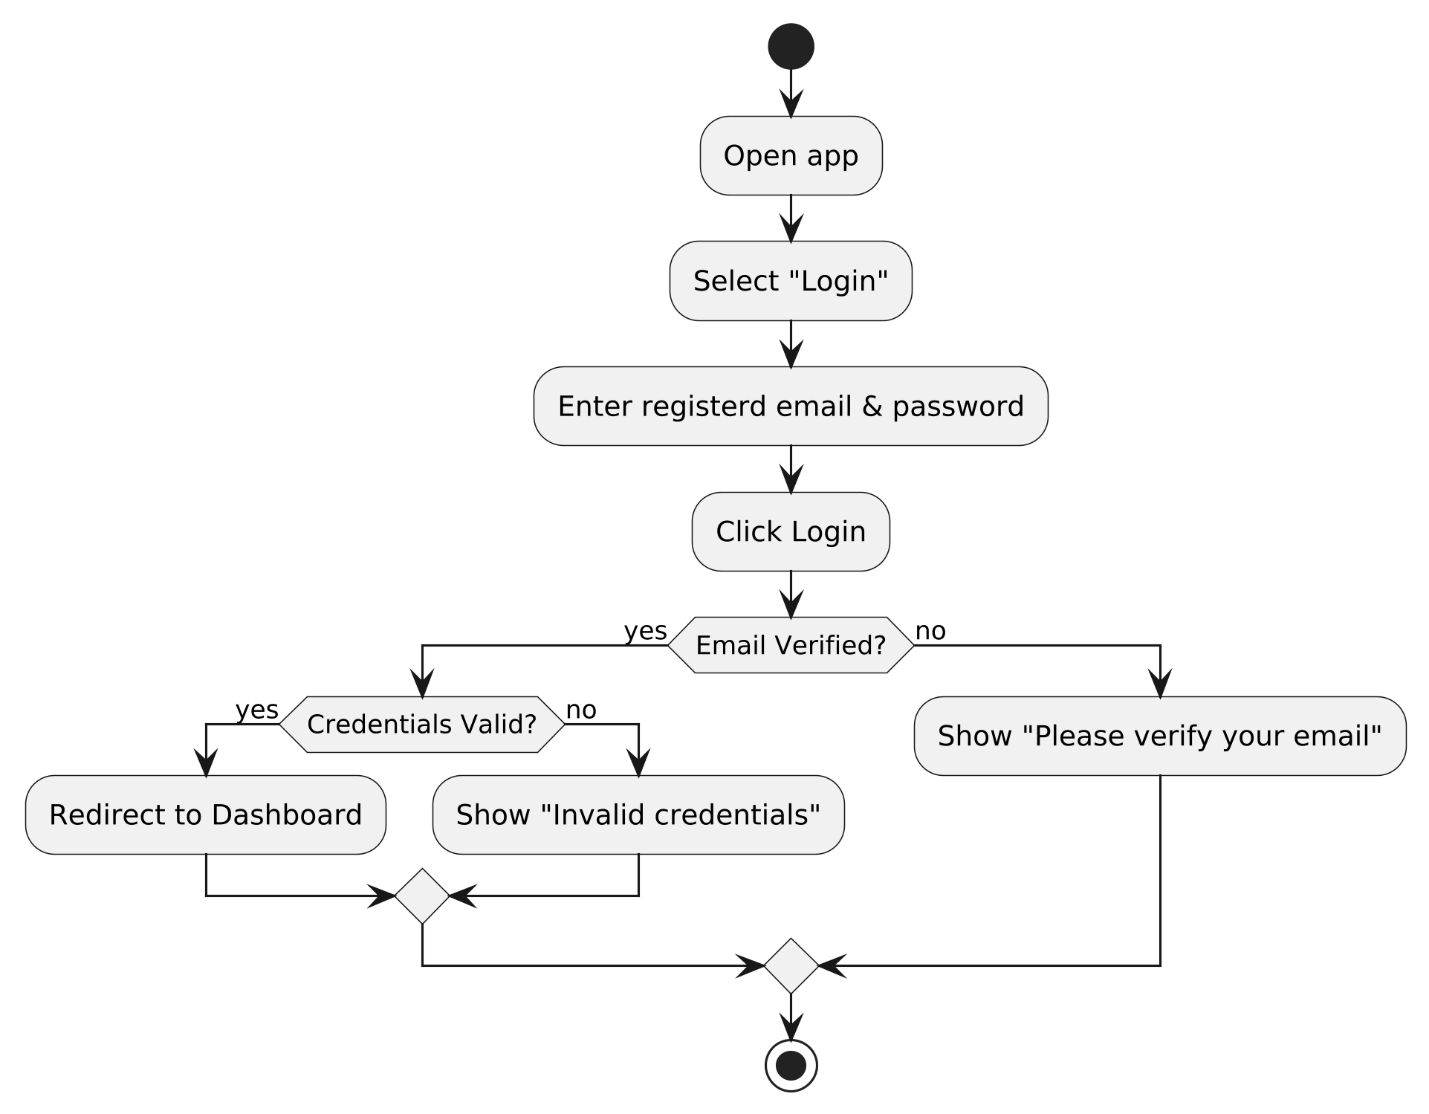 Open app
Select "Login"
Enter registerd email & password
Click Login
yes
Email Verified?
no
yes
Credentials Valid?
no
Show "Please verify your email"
Redirect to Dashboard
Show "Invalid credentials"